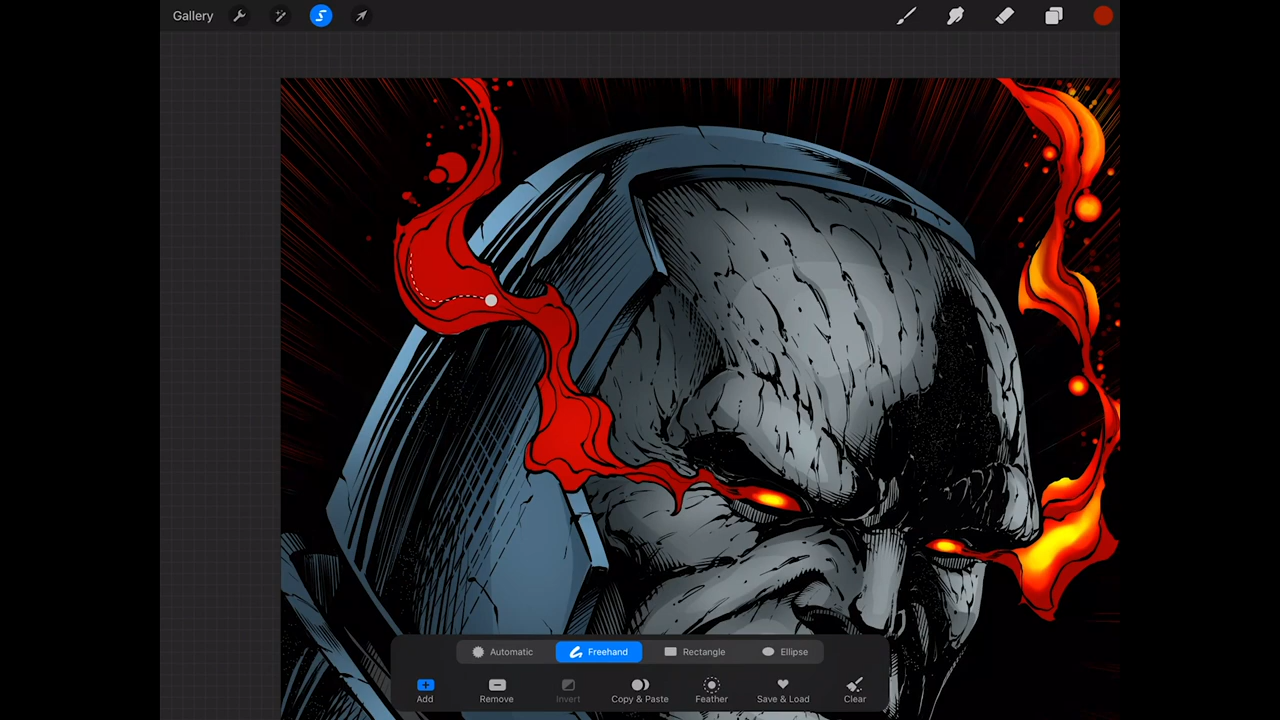 Gallery
Automatic Freehand Rectangle Ellipse
Add Remove Invert Copy & Paste Feather Save & Load Clear